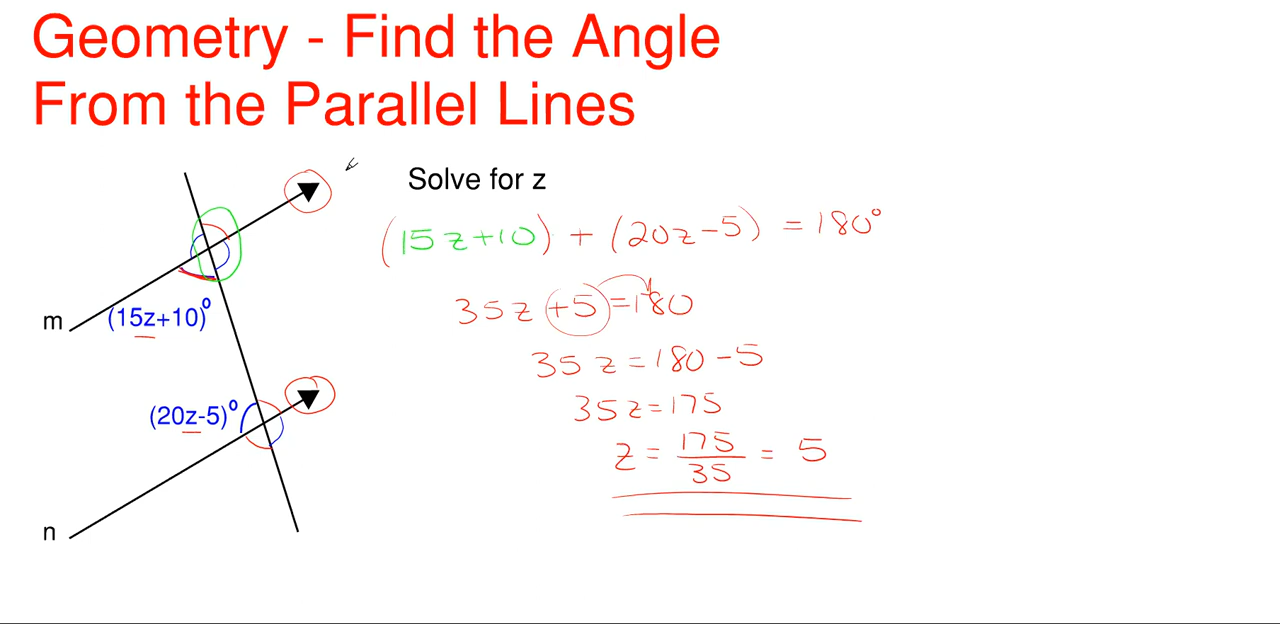 Geometry - Find the Angle
From the Parallel Lines
Solve for z
(15z+10) + (20z-5) = 180°
35z +5 = 180
m
(15z+10)°
35z = 180 - 5
35z = 175
(20z-5)°
z = 175/35 = 5
n